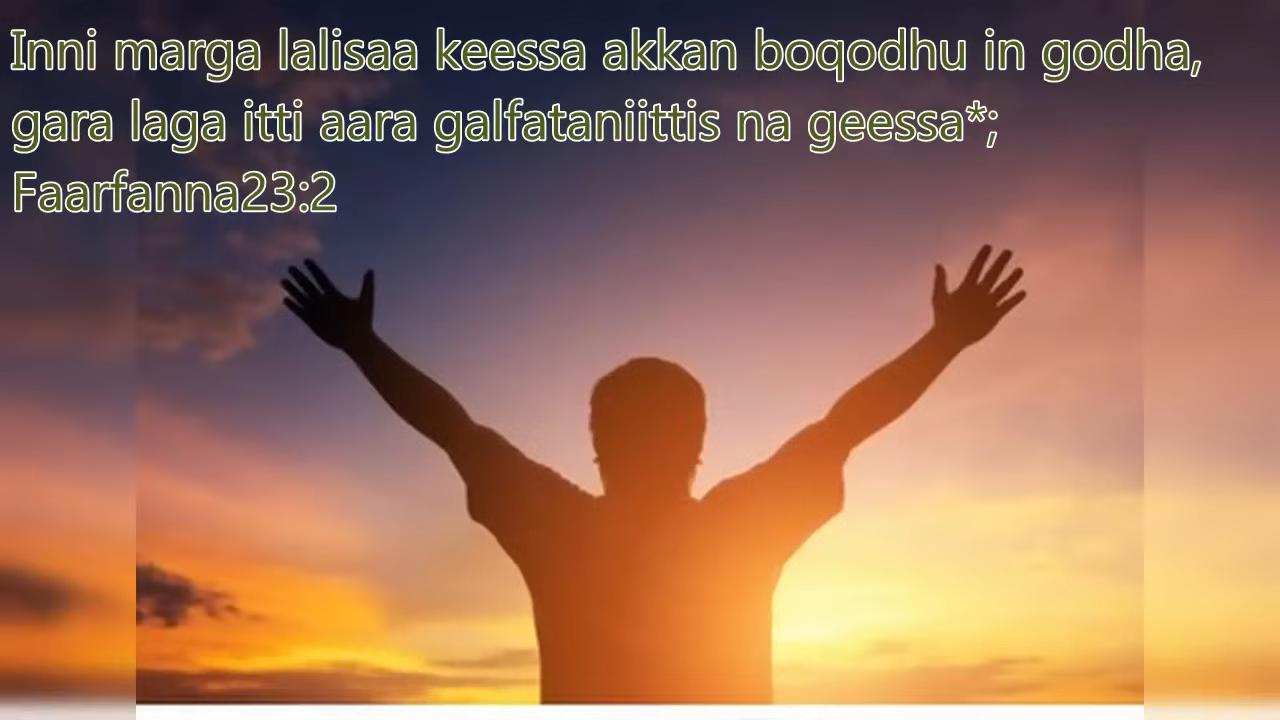 Inni marga lalisaa keessa akkan boqodhu in godha,
gara laga itti aara galfataniittis na geessa*;
Faarfanna23:2